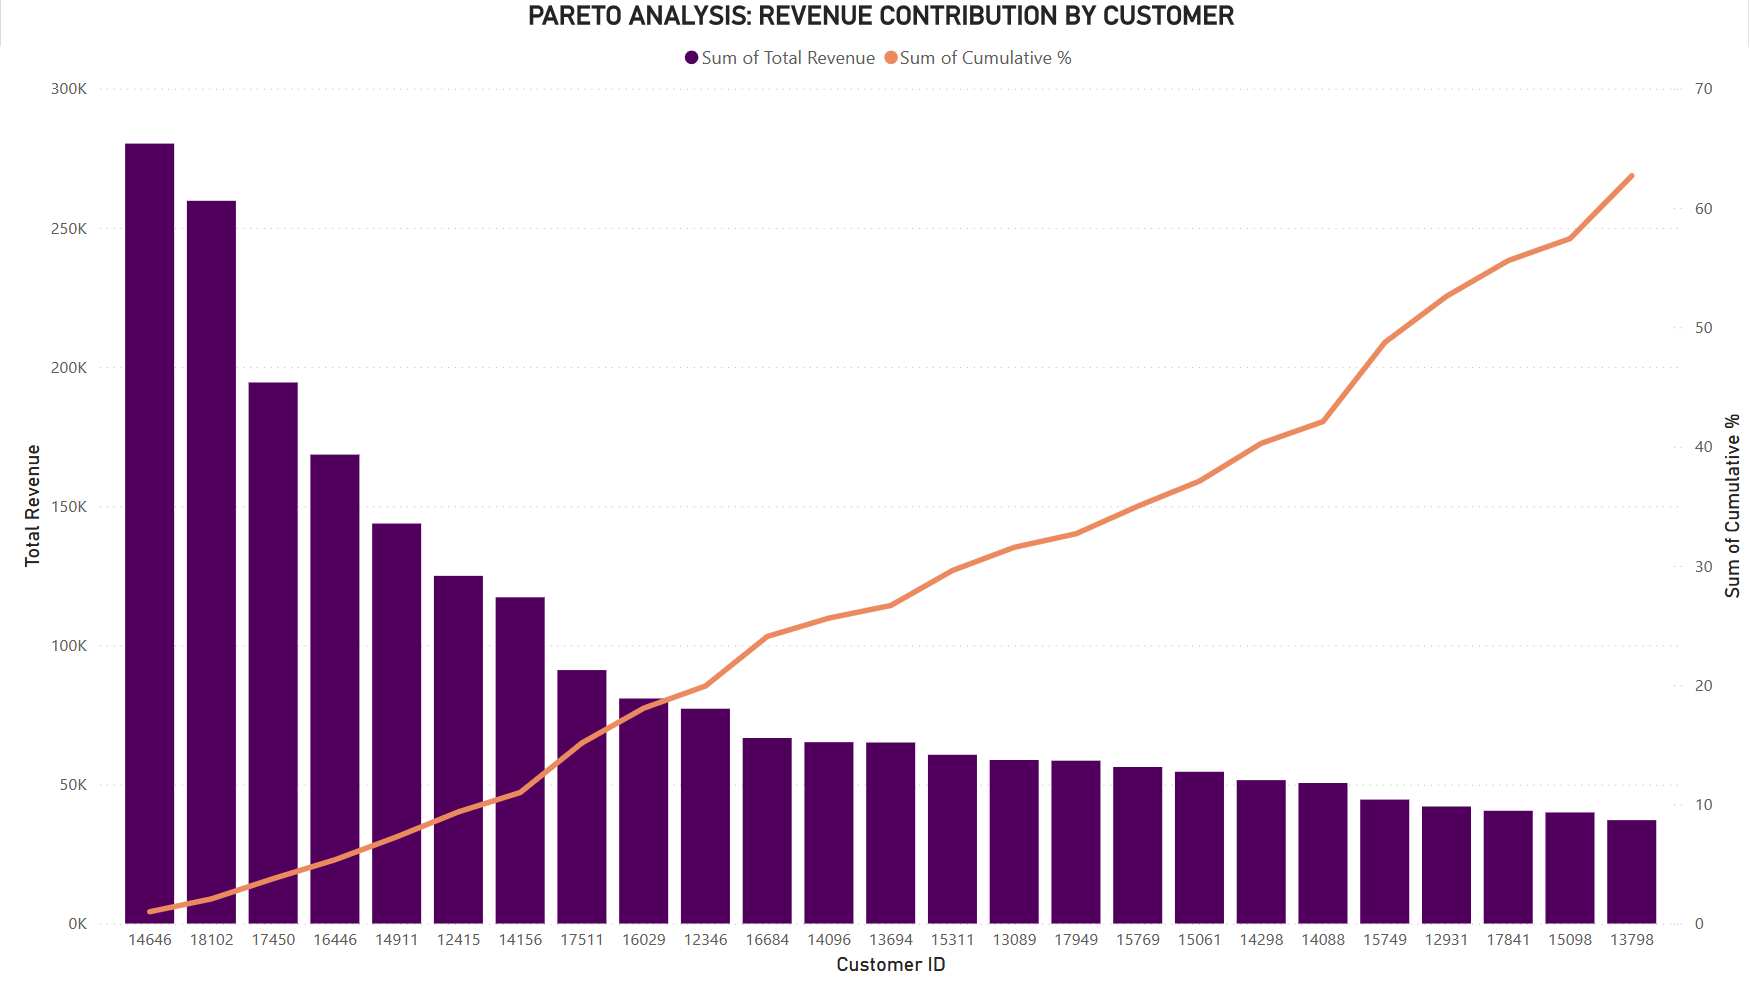 PARETO ANALYSIS: REVENUE CONTRIBUTION BY CUSTOMER
Sum of Total Revenue Sum of Cumulative %
300K 70
60
250K
50
200K
40
150K
30
100K
20
50K
10
0K 0
Total Revenue
Sum of Cumulative %
14646 18102 17450 16446 14911 12415 14156 17511 16029 12346 16684 14096 13694 15311 13089 17949 15769 15061 14298 14088 15749 12931 17841 15098 13798
Customer ID